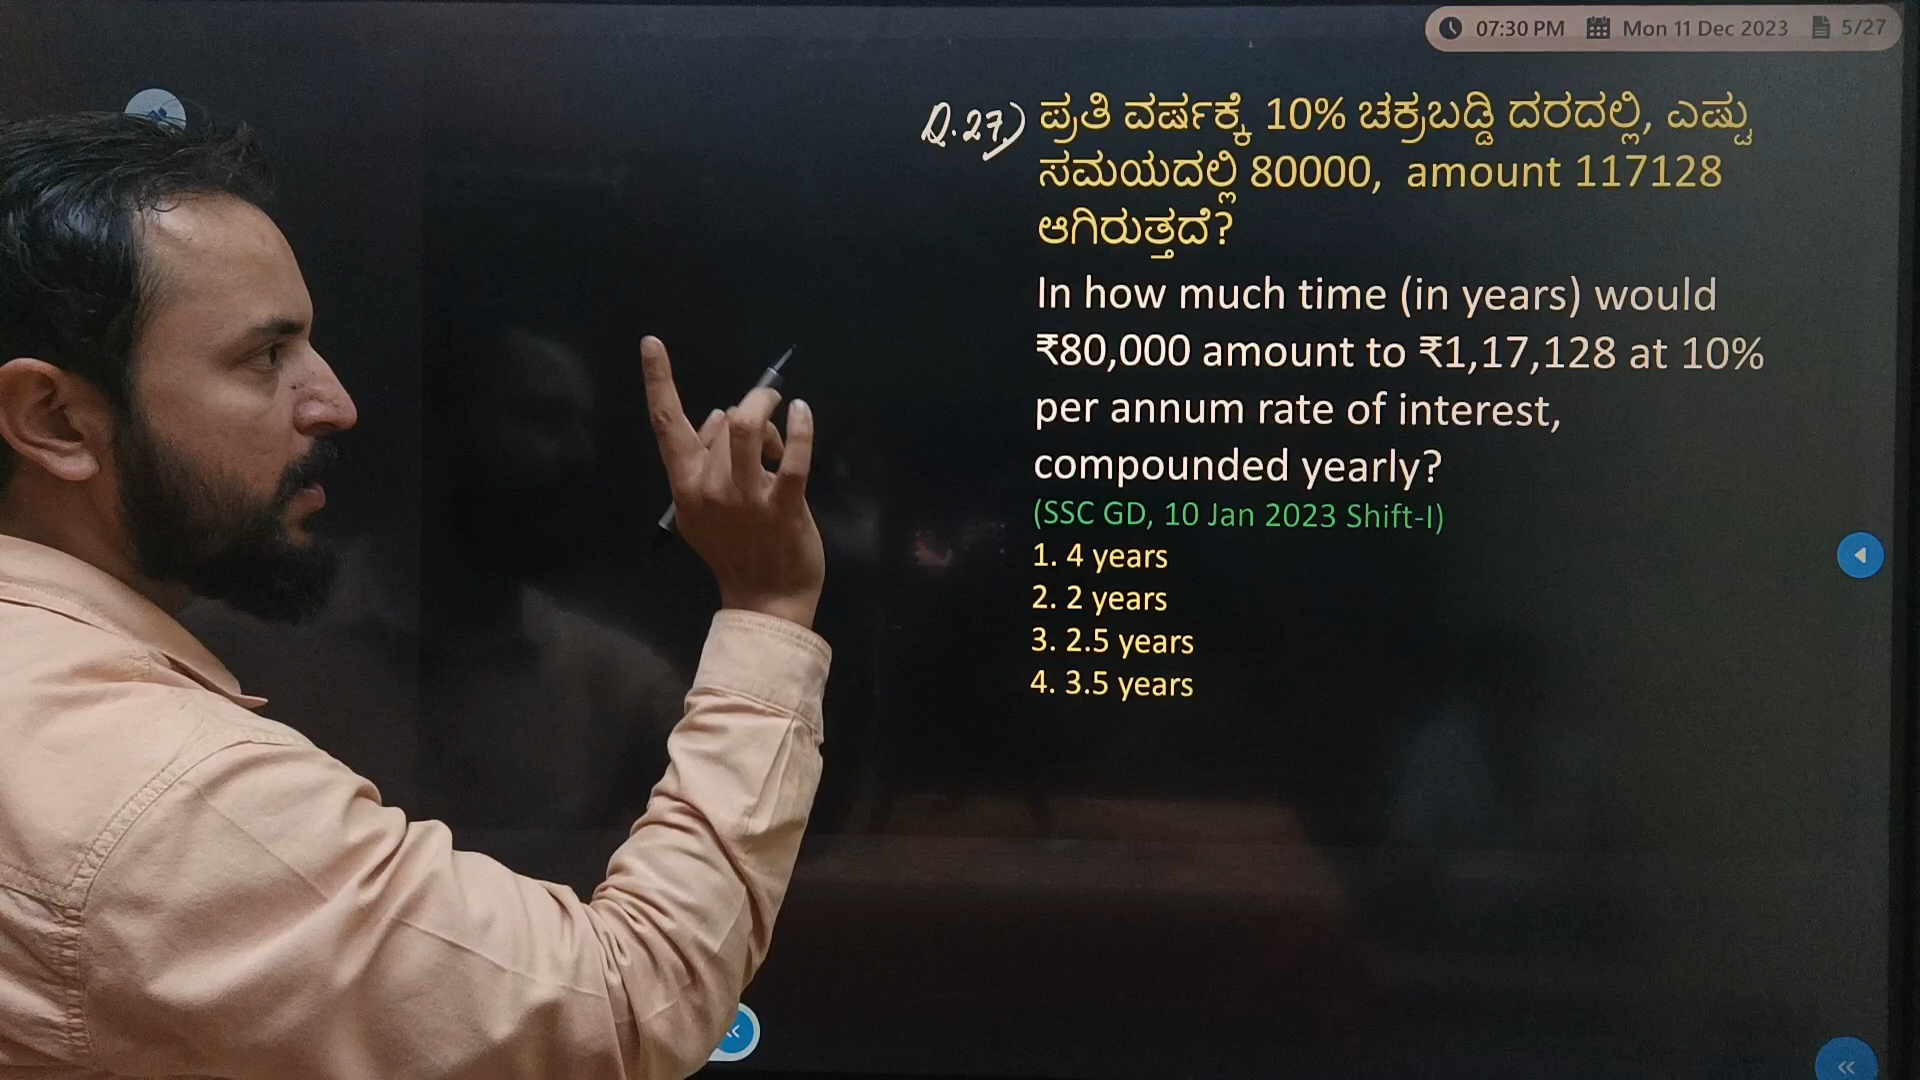 07:30 PM Mon 11 Dec 2023 5/27
Q.27) ಪ್ರತಿ ವರ್ಷಕ್ಕೆ 10% ಚಕ್ರಬಡ್ಡಿ ದರದಲ್ಲಿ, ಎಷ್ಟು
ಸಮಯದಲ್ಲಿ 80000, amount 117128
ಆಗಿರುತ್ತದೆ?
In how much time (in years) would
₹80,000 amount to ₹1,17,128 at 10%
per annum rate of interest,
compounded yearly?
(SSC GD, 10 Jan 2023 Shift-I)
1. 4 years
2. 2 years
3. 2.5 years
4. 3.5 years